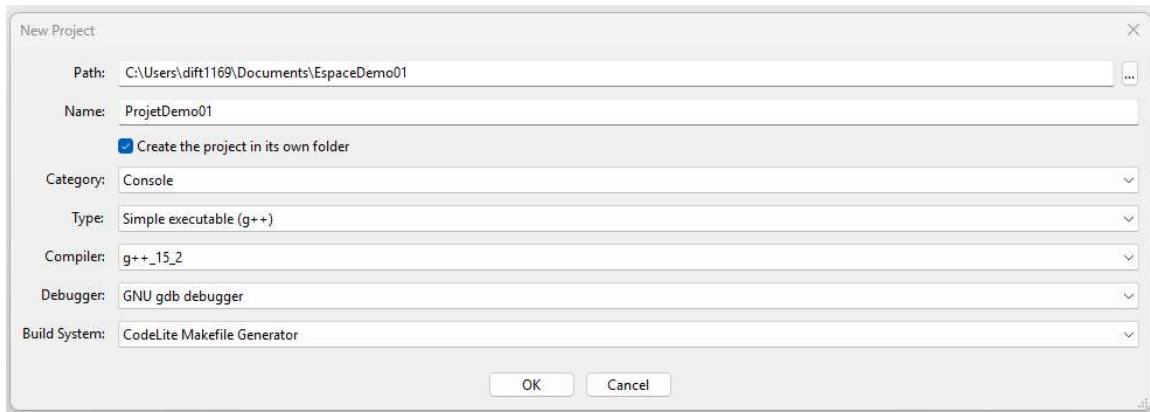 New Project
Path: C:\Users\dift1169\Documents\EspaceDemo01 ...
Name: ProjetDemo01
Create the project in its own folder
Category: Console
Type: Simple executable (g++)
Compiler: g++_15_2
Debugger: GNU gdb debugger
Build System: CodeLite Makefile Generator
OK Cancel